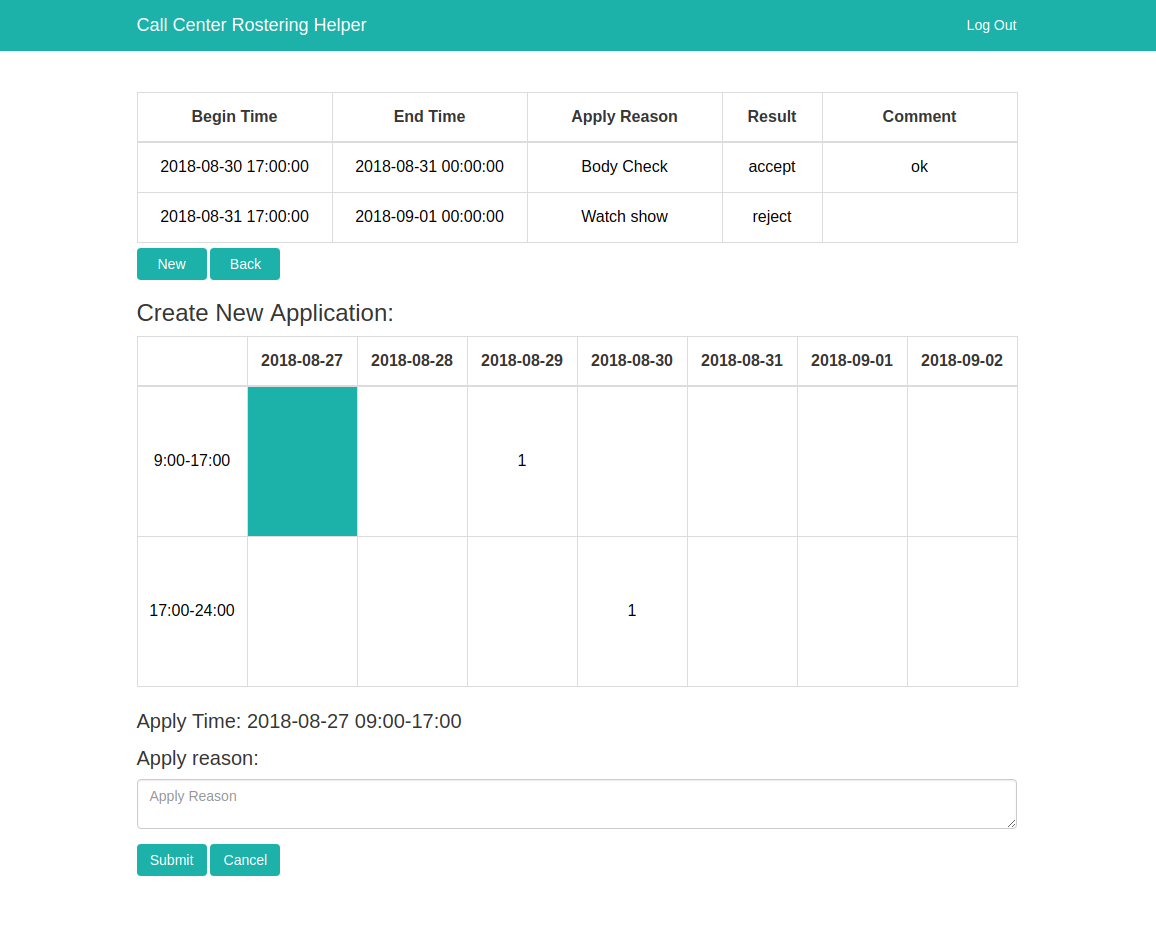 Call Center Rostering Helper Log Out
Begin Time End Time Apply Reason Result Comment
2018-08-30 17:00:00 2018-08-31 00:00:00 Body Check accept ok
2018-08-31 17:00:00 2018-09-01 00:00:00 Watch show reject
New Back
Create New Application:
2018-08-27 2018-08-28 2018-08-29 2018-08-30 2018-08-31 2018-09-01 2018-09-02
9:00-17:00 1
17:00-24:00 1
Apply Time: 2018-08-27 09:00-17:00
Apply reason:
Apply Reason
Submit Cancel